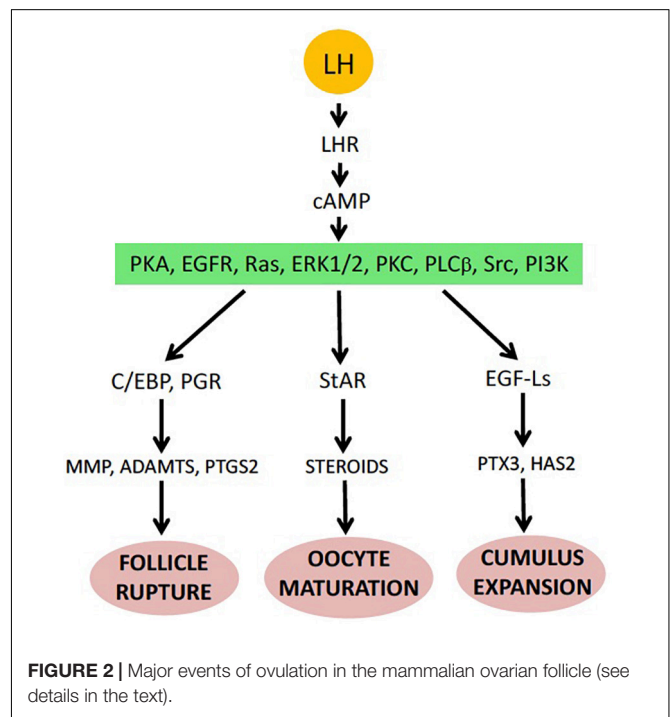 LH
LHR
cAMP
PKA, EGFR, Ras, ERK1/2, PKC, PLCβ, Src, PI3K
C/EBP, PGR StAR EGF-Ls
MMP, ADAMTS, PTGS2 STEROIDS PTX3, HAS2
FOLLICLE OOCYTE CUMULUS
RUPTURE MATURATION EXPANSION
FIGURE 2 | Major events of ovulation in the mammalian ovarian follicle (see
details in the text).